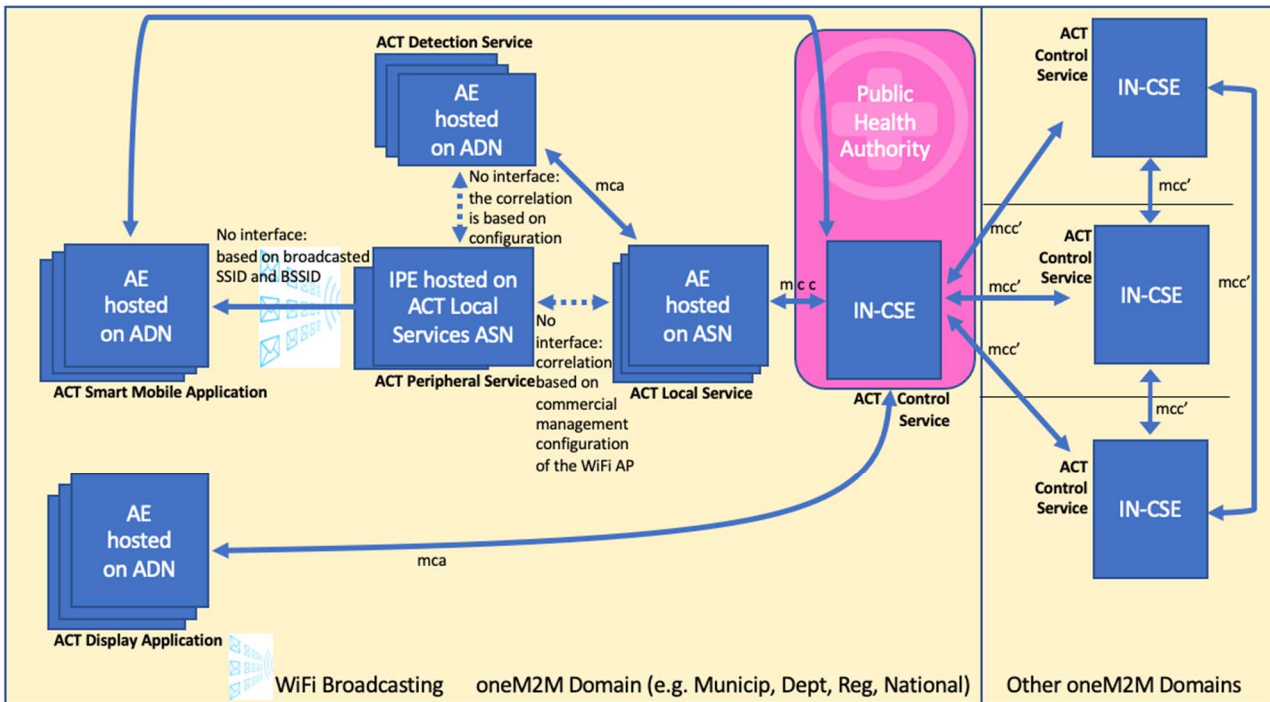 ACT Detection Service
AE
hosted
on ADN
No interface:
the correlation
is based on
configuration
mca
Public
Health
Authority
No interface:
based on broadcasted
SSID and BSSID
AE
hosted
on ADN
ACT Smart Mobile Application
IPE hosted on
ACT Local
Services ASN
ACT Peripheral Service
No
interface:
correlation
based on
commercial
management
configuration
of the WiFi AP
AE
hosted
on ASN
ACT Local Service
m c c
IN-CSE
ACT Control
Service
AE
hosted
on ADN
ACT Display Application
mca
WiFi Broadcasting
oneM2M Domain (e.g. Municip, Dept, Reg, National)
ACT
Control
Service
IN-CSE
mcc’
mcc’
ACT
Control
Service
IN-CSE
mcc’
mcc’
mcc’
mcc’
ACT
Control
Service
IN-CSE
Other oneM2M Domains